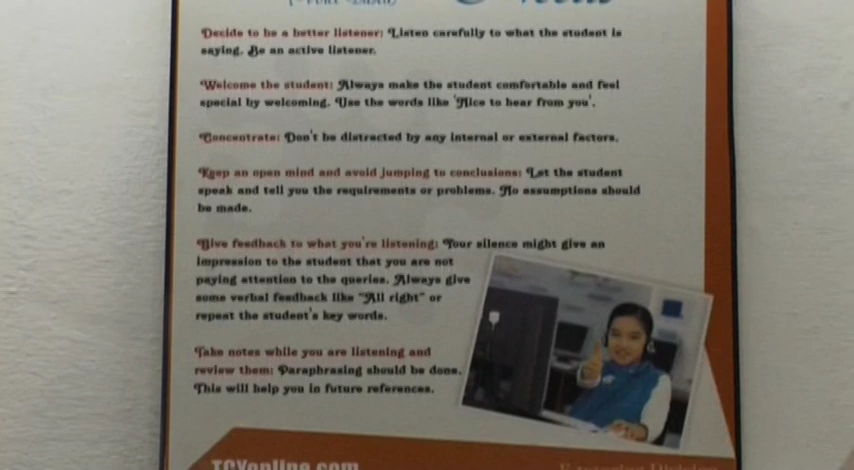 Decide to be a better listener: Listen carefully to what the student is
saying. Be an active listener.
Welcome the student: Always make the student comfortable and feel
special by welcoming. Use the words like 'Nice to hear from you'.
Concentrate: Don't be distracted by any internal or external factors.
Keep an open mind and avoid jumping to conclusions: Let the student
speak and tell you the requirements or problems. No assumptions should
be made.
Give feedback to what you're listening: Your silence might give an
impression to the student that you are not
paying attention to the queries. Always give
some verbal feedback like "All right" or
repeat the student's key words.
Take notes while you are listening and
review them: Paraphrasing should be done.
This will help you in future references.
TCYonline.com